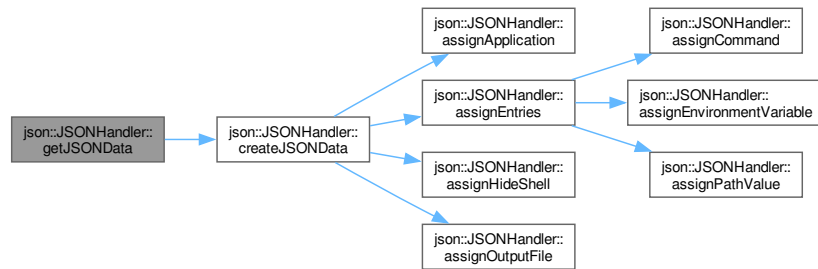 json::JSONHandler::
getJSONData
json::JSONHandler::
createJSONData
json::JSONHandler::
assignApplication
json::JSONHandler::
assignEntries
json::JSONHandler::
assignHideShell
json::JSONHandler::
assignOutputFile
json::JSONHandler::
assignCommand
json::JSONHandler::
assignEnvironmentVariable
json::JSONHandler::
assignPathValue